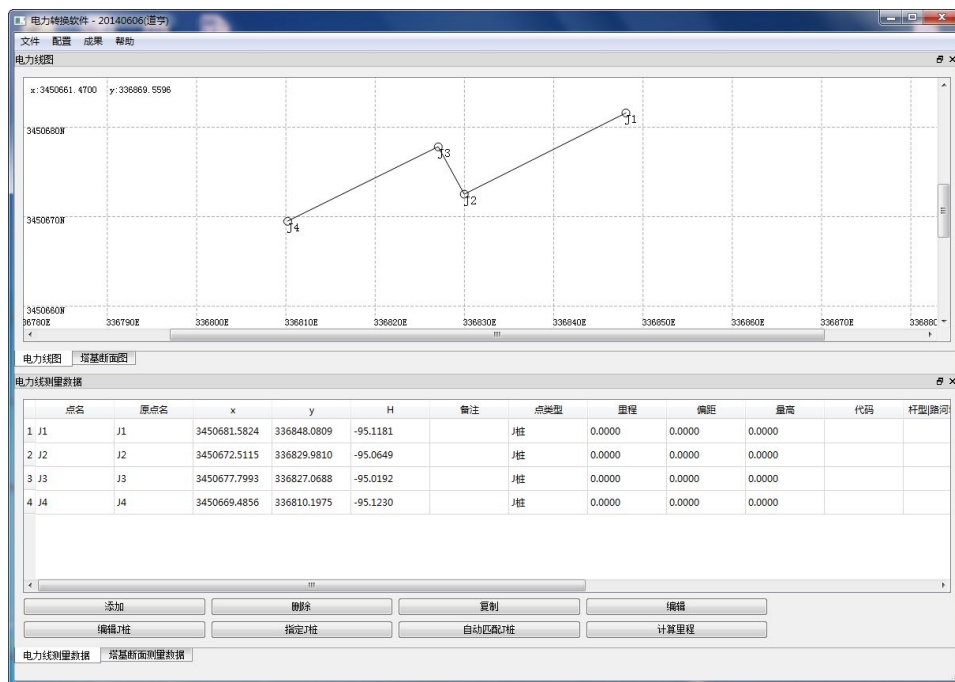 电力转换软件 - 20140606(道亨)
文件 配置 成果 帮助
电力线图
x:3450661.4700 y:336869.5596
J1
3450680N
J3
J2
3450670N
J4
3450660N
36780E 336790E 336800E 336810E 336820E 336830E 336840E 336850E 336860E 336870E 33688
电力线图 塔基断面图
电力线测量数据
点名 原点名 x y H 备注 点类型 里程 偏距 量高 代码 杆型|路河
1 J1 J1 3450681.5824 336848.0809 -95.1181 J桩 0.0000 0.0000 0.0000
2 J2 J2 3450672.5115 336829.9810 -95.0649 J桩 0.0000 0.0000 0.0000
3 J3 J3 3450677.7993 336827.0688 -95.0192 J桩 0.0000 0.0000 0.0000
4 J4 J4 3450669.4856 336810.1975 -95.1230 J桩 0.0000 0.0000 0.0000
添加 删除 复制 编辑
编辑J桩 指定J桩 自动匹配J桩 计算里程
电力线测量数据 塔基断面测量数据